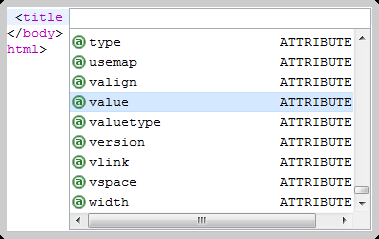 <title
</body>
html>
type ATTRIBUTE
usemap ATTRIBUTE
valign ATTRIBUTE
value ATTRIBUTE
valuetype ATTRIBUTE
version ATTRIBUTE
vlink ATTRIBUTE
vspace ATTRIBUTE
width ATTRIBUTE